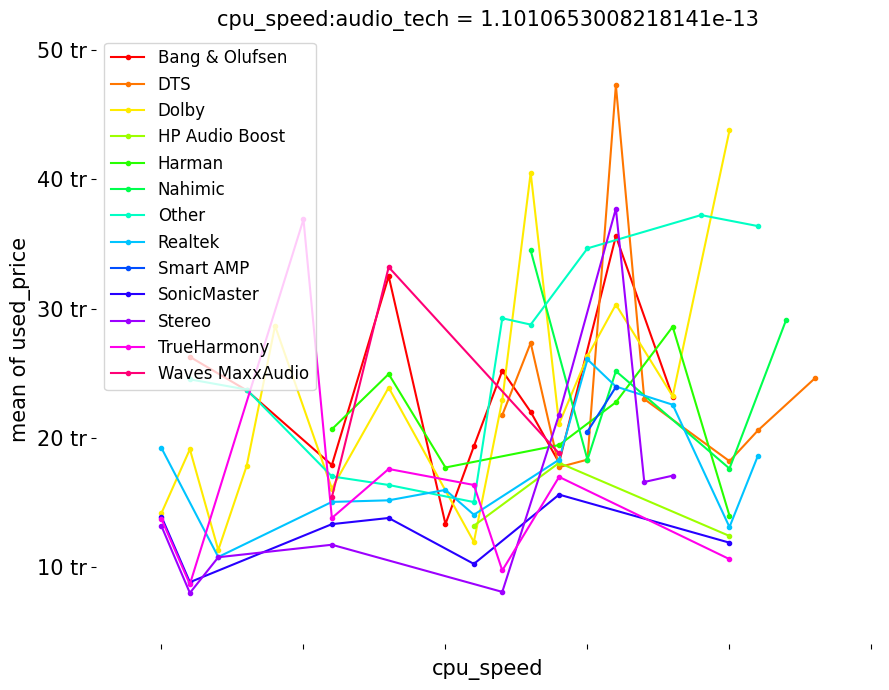 cpu_speed:audio_tech = 1.1010653008218141e-13
50 tr
40 tr
30 tr
20 tr
10 tr
mean of used_price
Bang & Olufsen
DTS
Dolby
HP Audio Boost
Harman
Nahimic
Other
Realtek
Smart AMP
SonicMaster
Stereo
TrueHarmony
Waves MaxxAudio
cpu_speed